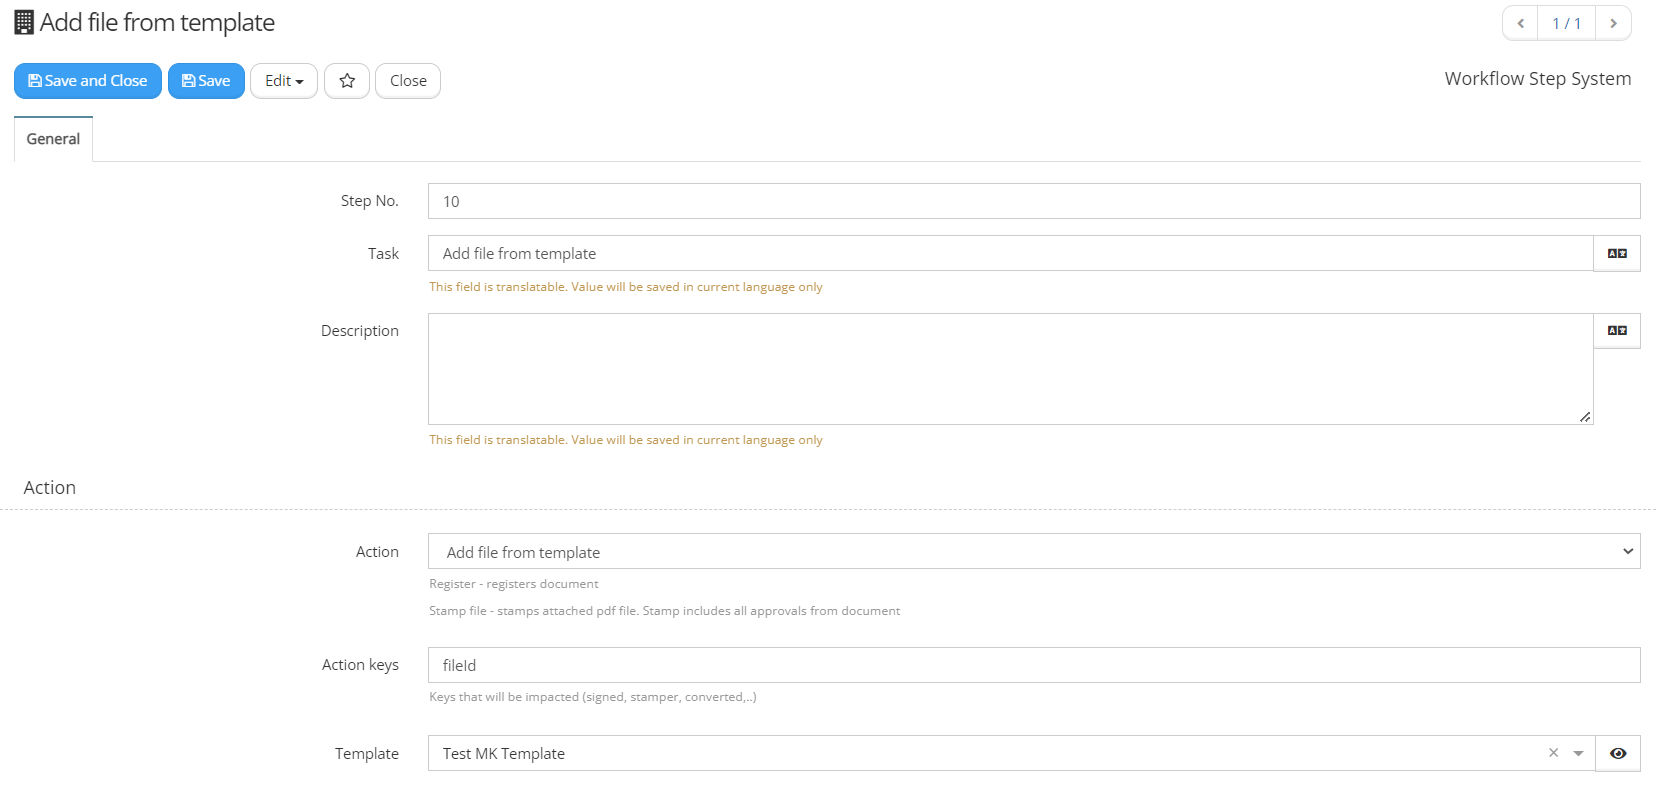 Add file from template
1 / 1
Save and Close
Save
Edit
Close
Workflow Step System
General
Step No.
10
Task
Add file from template
This field is translatable. Value will be saved in current language only
Description
This field is translatable. Value will be saved in current language only
Action
Action
Add file from template
Register - registers document
Stamp file - stamps attached pdf file. Stamp includes all approvals from document
Action keys
fileId
Keys that will be impacted (signed, stamper, converted,..)
Template
Test MK Template